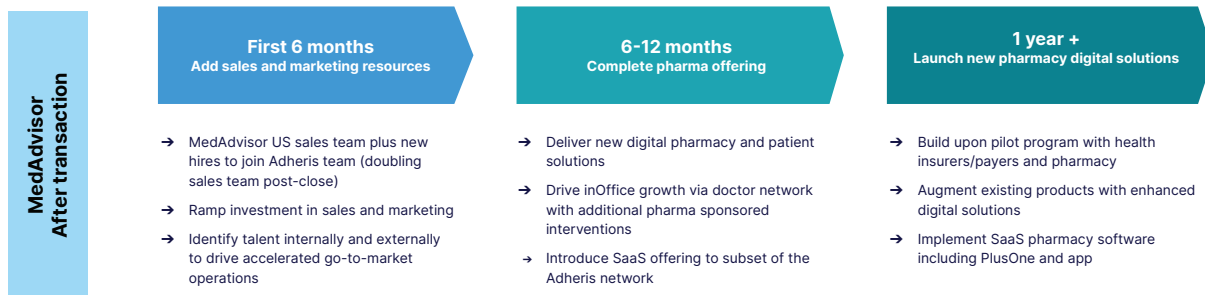 MedAdvisor
After transaction
First 6 months
Add sales and marketing resources
➔ MedAdvisor US sales team plus new
hires to join Adheris team (doubling
sales team post-close)
➔ Ramp investment in sales and marketing
➔ Identify talent internally and externally
to drive accelerated go-to-market
operations
6-12 months
Complete pharma offering
➔ Deliver new digital pharmacy and patient
solutions
➔ Drive inOffice growth via doctor network
with additional pharma sponsored
interventions
➔ Introduce SaaS offering to subset of the
Adheris network
1 year +
Launch new pharmacy digital solutions
➔ Build upon pilot program with health
insurers/payers and pharmacy
➔ Augment existing products with enhanced
digital solutions
➔ Implement SaaS pharmacy software
including PlusOne and app